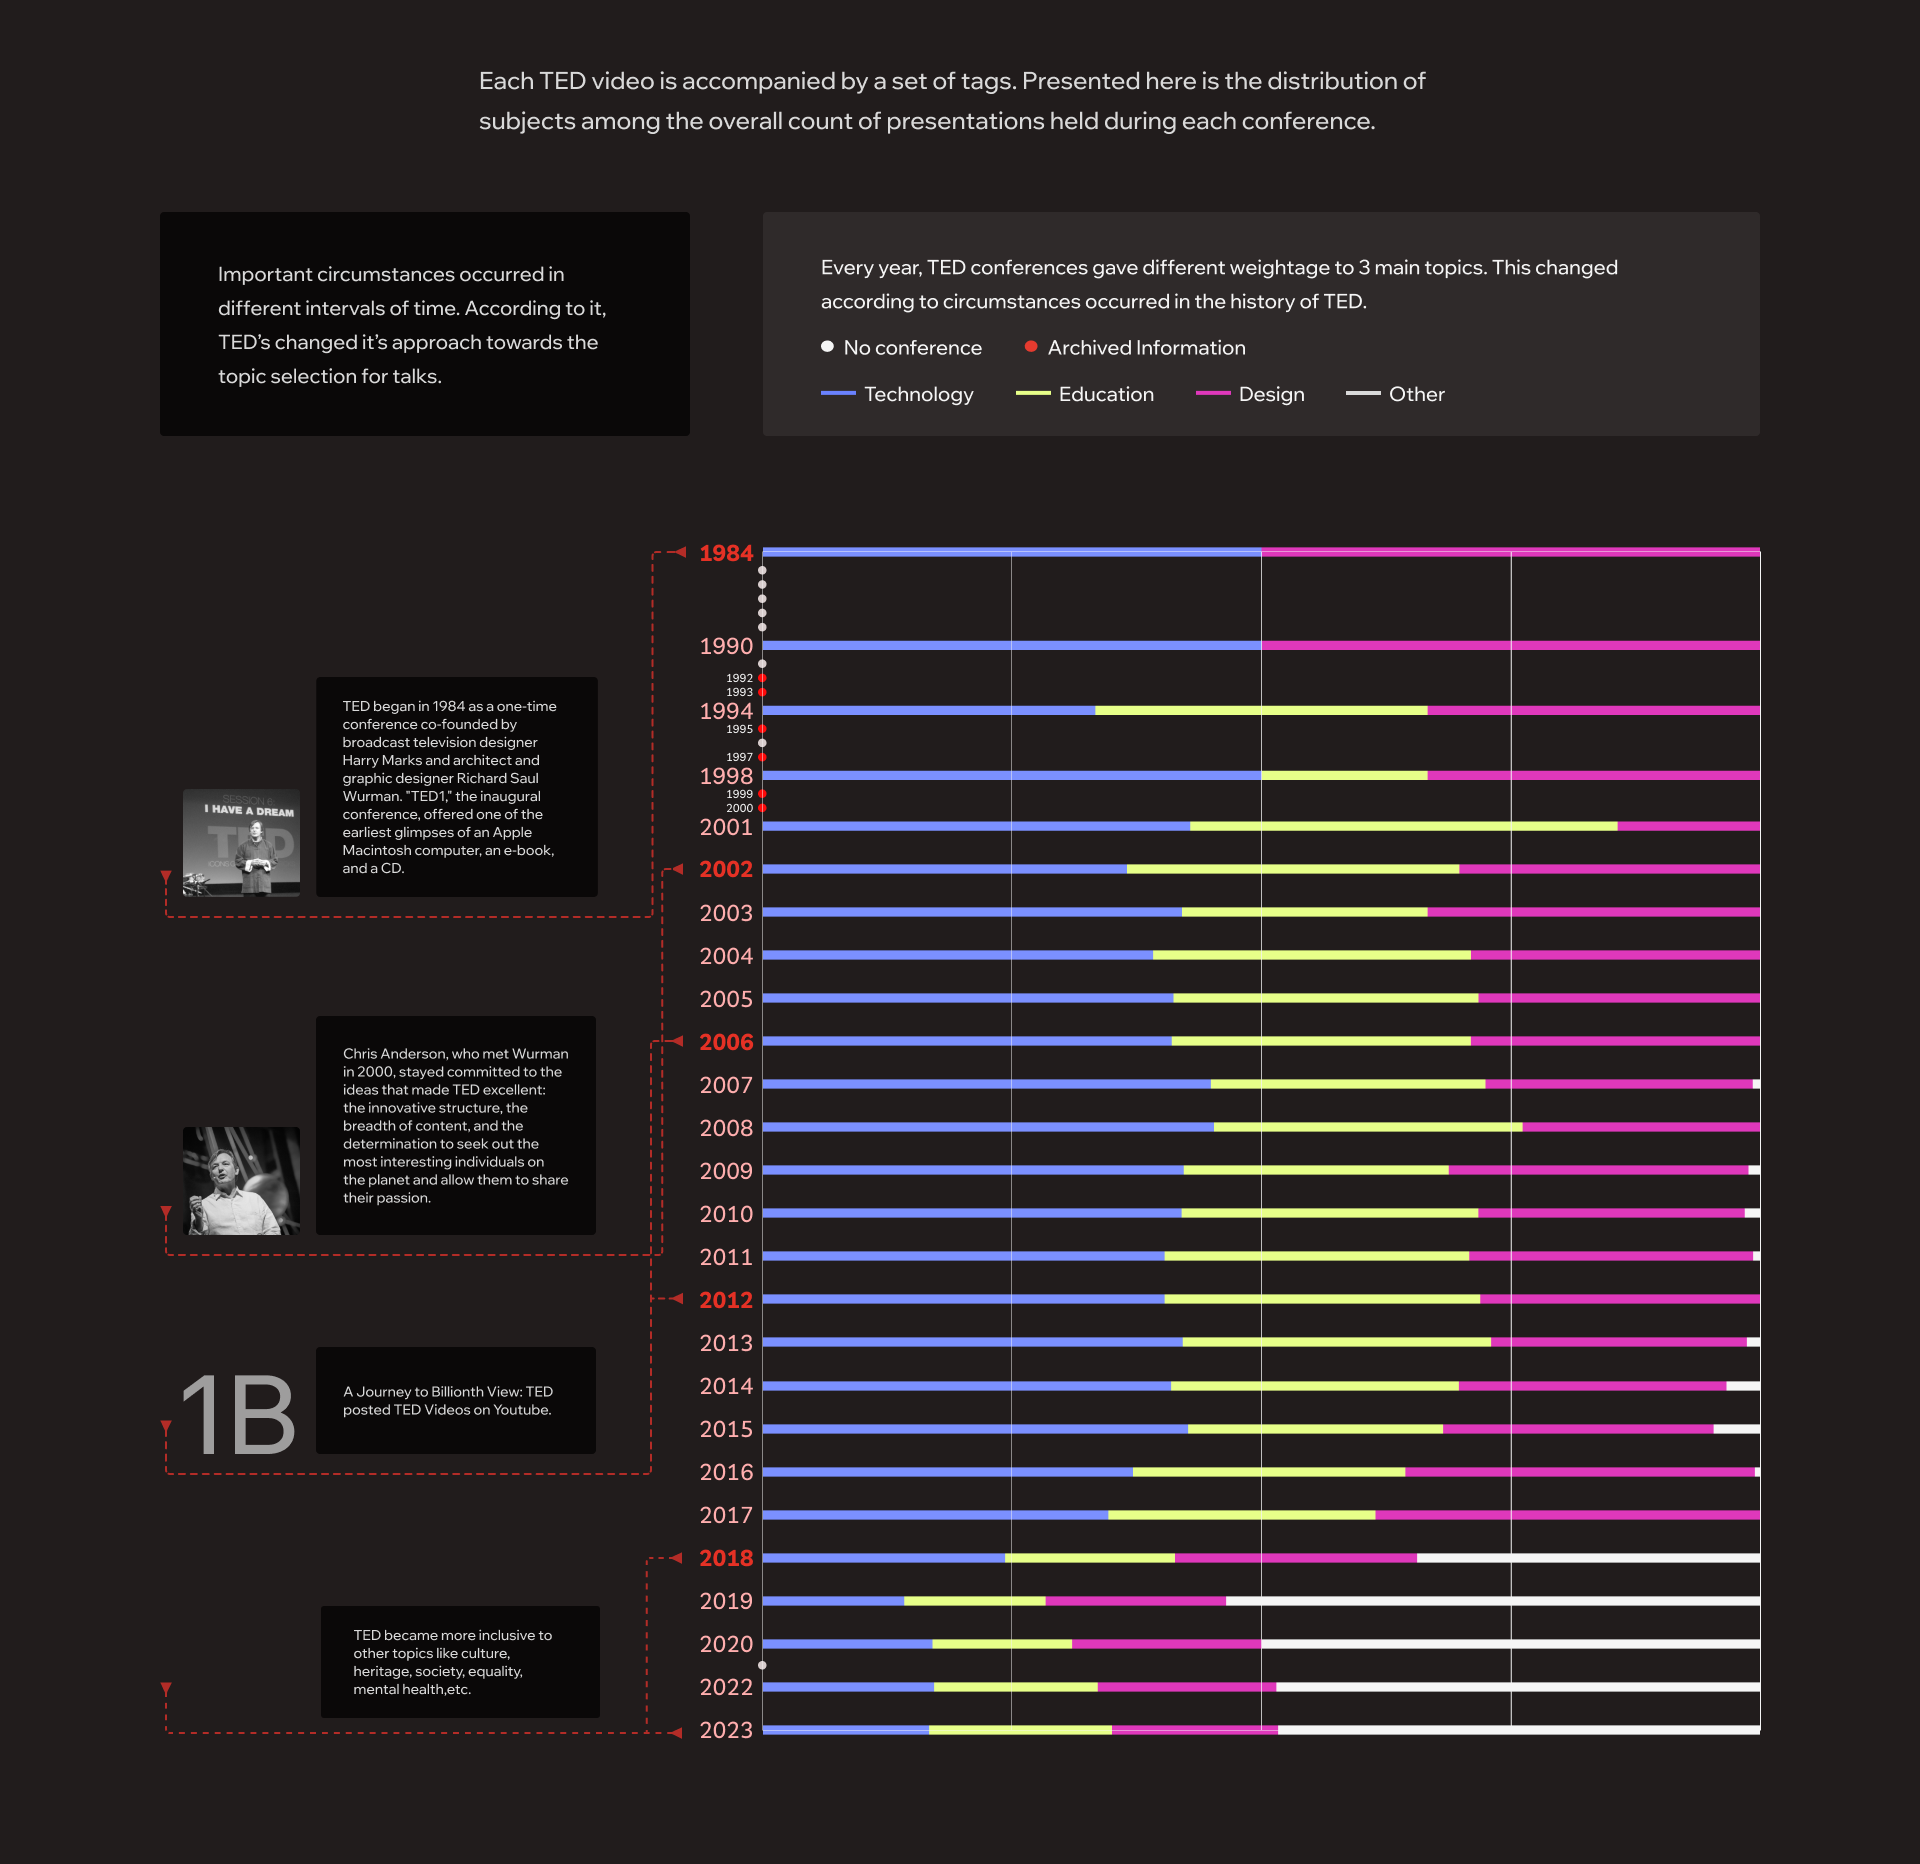 Each TED video is accompanied by a set of tags. Presented here is the distribution of
subjects among the overall count of presentations held during each conference.
Important circumstances occurred in
different intervals of time. According to it,
TED’s changed it’s approach towards the
topic selection for talks.
Every year, TED conferences gave different weightage to 3 main topics. This changed
according to circumstances occurred in the history of TED.
No conference
Archived Information
Technology
Education
Design
Other
1984
1990
1992
1993
1994
1995
1997
1998
1999
2000
2001
2002
2003
2004
2005
2006
2007
2008
2009
2010
2011
2012
2013
2014
2015
2016
2017
2018
2019
2020
2022
2023
SESSION 6
I HAVE A DREAM
TED
TED began in 1984 as a one-time
conference co-founded by
broadcast television designer
Harry Marks and architect and
graphic designer Richard Saul
Wurman. "TED1," the inaugural
conference, offered one of the
earliest glimpses of an Apple
Macintosh computer, an e-book,
and a CD.
Chris Anderson, who met Wurman
in 2000, stayed committed to the
ideas that made TED excellent:
the innovative structure, the
breadth of content, and the
determination to seek out the
most interesting individuals on
the planet and allow them to share
their passion.
1B
A Journey to Billionth View: TED
posted TED Videos on Youtube.
TED became more inclusive to
other topics like culture,
heritage, society, equality,
mental health,etc.